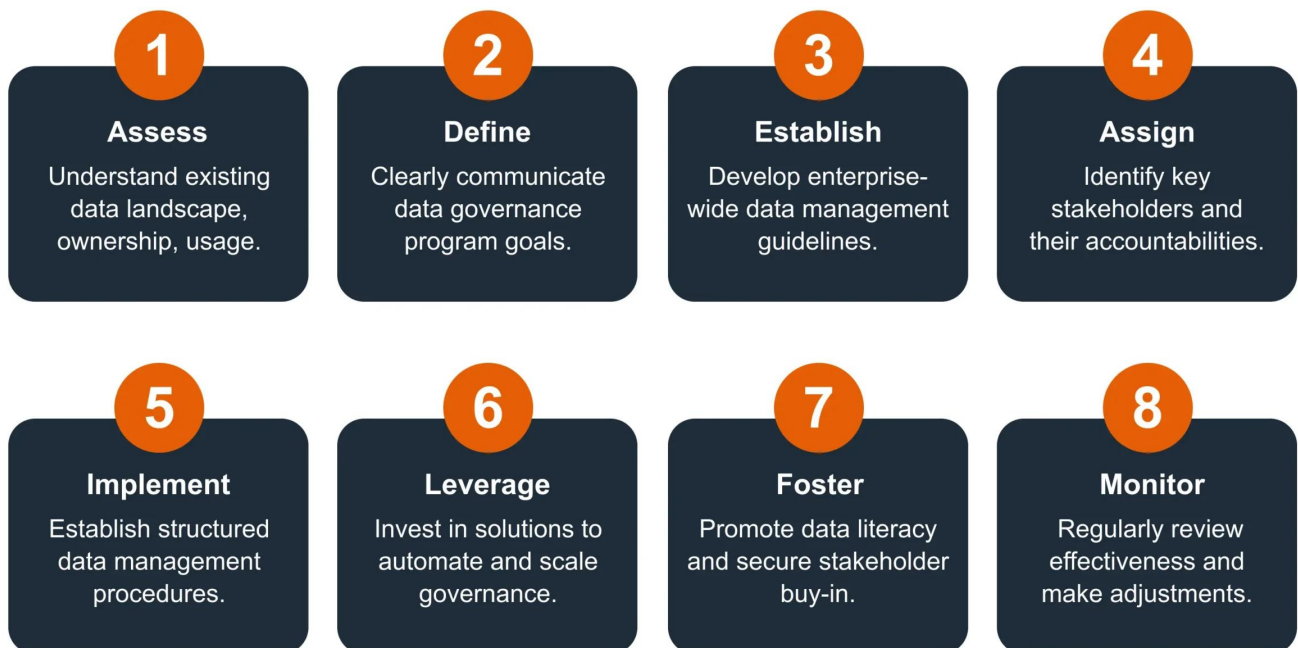 1
Assess
Understand existing
data landscape,
ownership, usage.
2
Define
Clearly communicate
data governance
program goals.
3
Establish
Develop enterprise-
wide data management
guidelines.
4
Assign
Identify key
stakeholders and
their accountabilities.
5
Implement
Establish structured
data management
procedures.
6
Leverage
Invest in solutions to
automate and scale
governance.
7
Foster
Promote data literacy
and secure stakeholder
buy-in.
8
Monitor
Regularly review
effectiveness and
make adjustments.